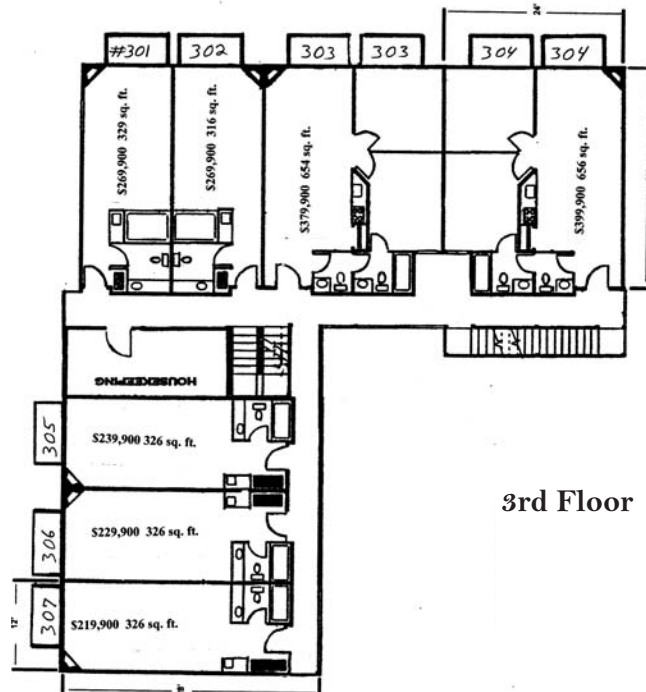 24'
#301
302
303
303
304
304
$269,900 329 sq. ft.
$269,900 316 sq. ft.
$379,900 654 sq. ft.
$399,900 656 sq. ft.
HOUSEKEEPING
305
$239,900 326 sq. ft.
306
$229,900 326 sq. ft.
307
12'
$219,900 326 sq. ft.
3rd Floor